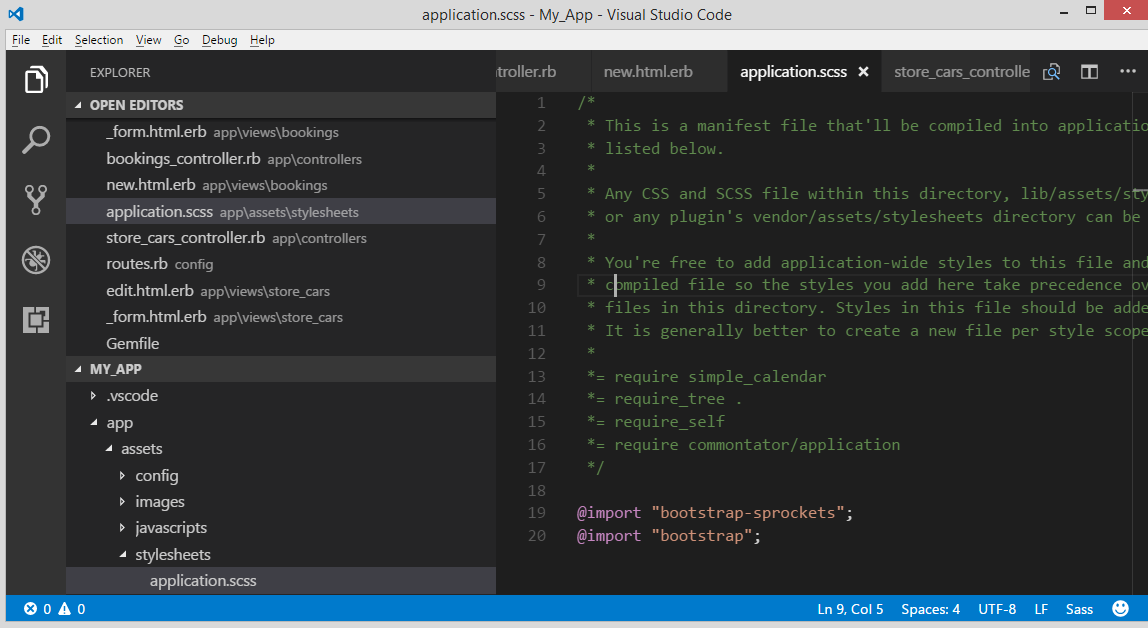 application.scss - My_App - Visual Studio Code
File Edit Selection View Go Debug Help
EXPLORER
OPEN EDITORS
_form.html.erb app\views\bookings
bookings_controller.rb app\controllers
new.html.erb app\views\bookings
application.scss app\assets\stylesheets
store_cars_controller.rb app\controllers
routes.rb config
edit.html.erb app\views\store_cars
_form.html.erb app\views\store_cars
Gemfile
MY_APP
.vscode
app
assets
config
images
javascripts
stylesheets
application.scss
troller.rb new.html.erb application.scss store_cars_controlle
1 /*
2 * This is a manifest file that'll be compiled into applicatio
3 * listed below.
4 *
5 * Any CSS and SCSS file within this directory, lib/assets/sty
6 * or any plugin's vendor/assets/stylesheets directory can be
7 *
8 * You're free to add application-wide styles to this file and
9 * compiled file so the styles you add here take precedence ov
10 * files in this directory. Styles in this file should be adde
11 * It is generally better to create a new file per style scope
12 *
13 *= require simple_calendar
14 *= require_tree .
15 *= require_self
16 *= require commontator/application
17 */
18
19 @import "bootstrap-sprockets";
20 @import "bootstrap";
0 0 Ln 9, Col 5 Spaces: 4 UTF-8 LF Sass